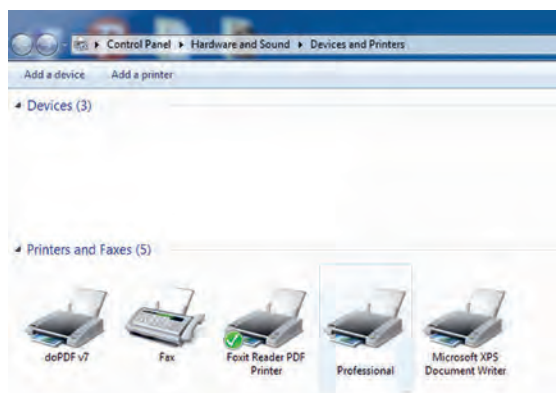 Control Panel ▸ Hardware and Sound ▸ Devices and Printers
Add a device Add a printer
Devices (3)
Printers and Faxes (5)
doPDF v7
Fax
Foxit Reader PDF
Printer
Professional
Microsoft XPS
Document Writer